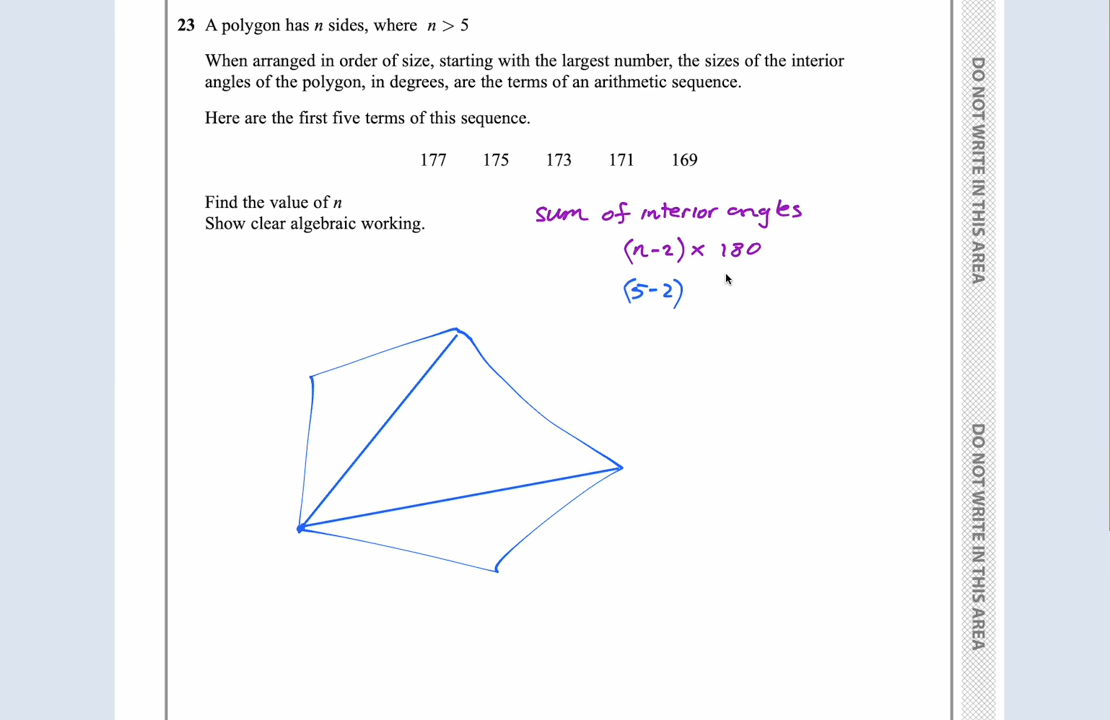 23 A polygon has n sides, where n > 5
When arranged in order of size, starting with the largest number, the sizes of the interior
angles of the polygon, in degrees, are the terms of an arithmetic sequence.
Here are the first five terms of this sequence.
177 175 173 171 169
Find the value of n
Show clear algebraic working.
sum of interior angles
(n-2) × 180
(5-2)
DO NOT WRITE IN THIS AREA
DO NOT WRITE IN THIS AREA